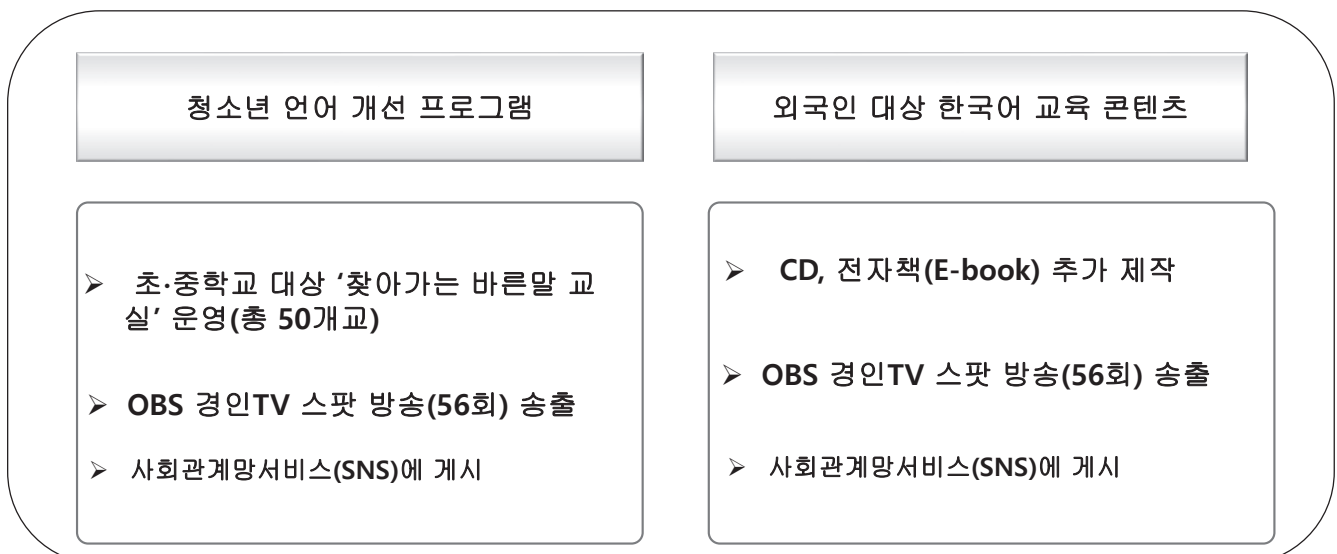 청소년 언어 개선 프로그램
➢ 초·중학교 대상 ‘찾아가는 바른말 교
실’ 운영(총 50개교)
➢ OBS 경인TV 스팟 방송(56회) 송출
➢ 사회관계망서비스(SNS)에 게시
외국인 대상 한국어 교육 콘텐츠
➢ CD, 전자책(E-book) 추가 제작
➢ OBS 경인TV 스팟 방송(56회) 송출
➢ 사회관계망서비스(SNS)에 게시